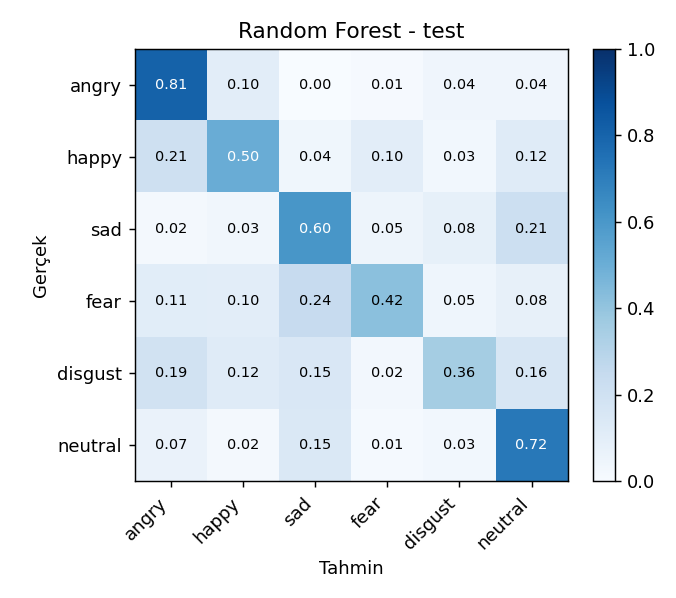 Random Forest - test
angry 0.81 0.10 0.00 0.01 0.04 0.04
happy 0.21 0.50 0.04 0.10 0.03 0.12
sad 0.02 0.03 0.60 0.05 0.08 0.21
fear 0.11 0.10 0.24 0.42 0.05 0.08
disgust 0.19 0.12 0.15 0.02 0.36 0.16
neutral 0.07 0.02 0.15 0.01 0.03 0.72
angry happy sad fear disgust neutral
Tahmin
Gerçek
1.0
0.8
0.6
0.4
0.2
0.0